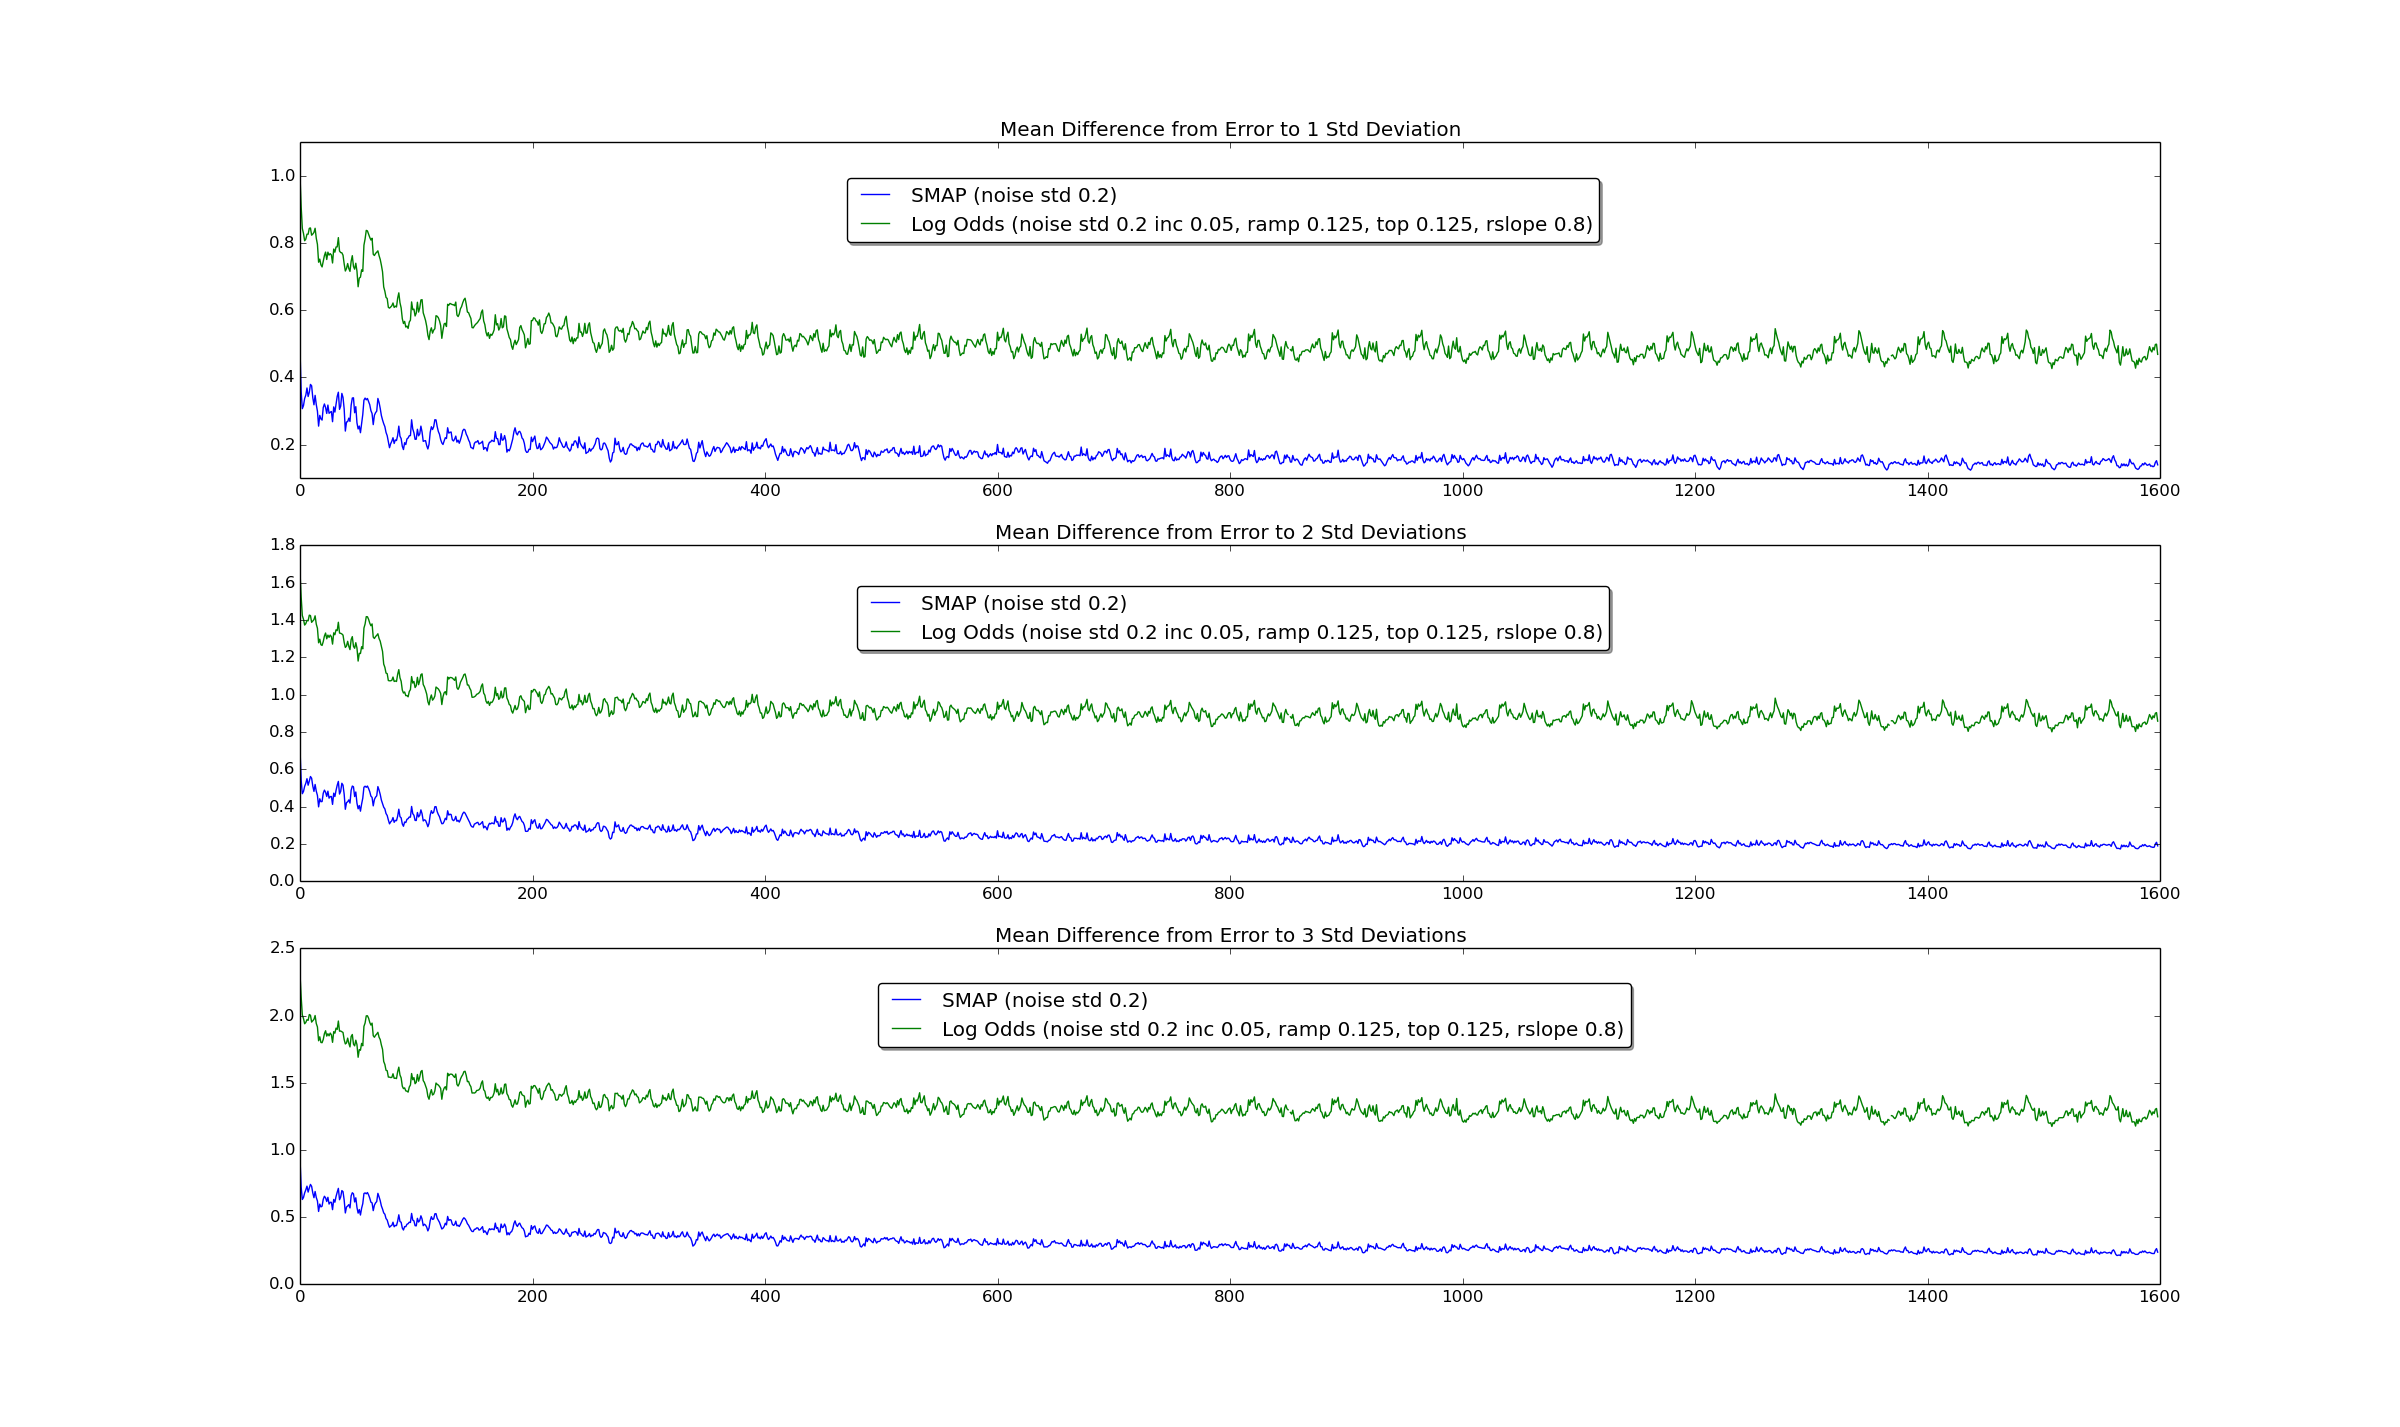 Mean Difference from Error to 1 Std Deviation
1.0
0.8
0.6
0.4
0.2
SMAP (noise std 0.2)
Log Odds (noise std 0.2 inc 0.05, ramp 0.125, top 0.125, rslope 0.8)
0 200 400 600 800 1000 1200 1400 1600
Mean Difference from Error to 2 Std Deviations
1.8
1.6
1.4
1.2
1.0
0.8
0.6
0.4
0.2
0.0
SMAP (noise std 0.2)
Log Odds (noise std 0.2 inc 0.05, ramp 0.125, top 0.125, rslope 0.8)
0 200 400 600 800 1000 1200 1400 1600
Mean Difference from Error to 3 Std Deviations
2.5
2.0
1.5
1.0
0.5
0.0
SMAP (noise std 0.2)
Log Odds (noise std 0.2 inc 0.05, ramp 0.125, top 0.125, rslope 0.8)
0 200 400 600 800 1000 1200 1400 1600